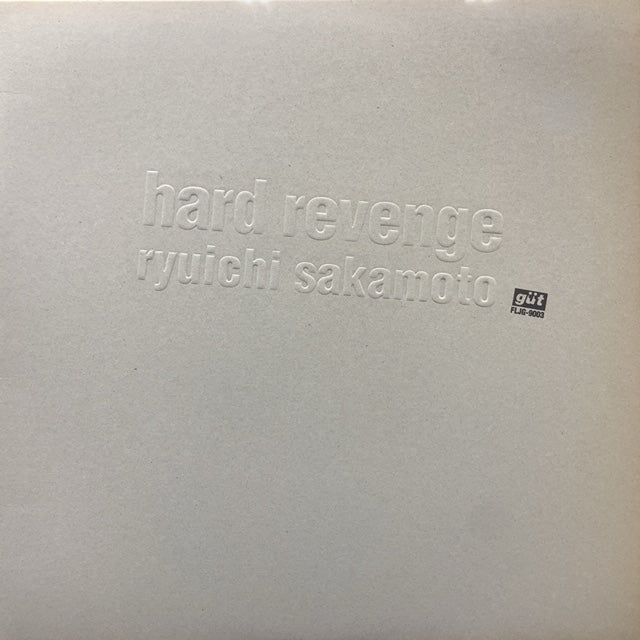 hard revenge
ryuichi sakamoto
güt
FLJG-9003